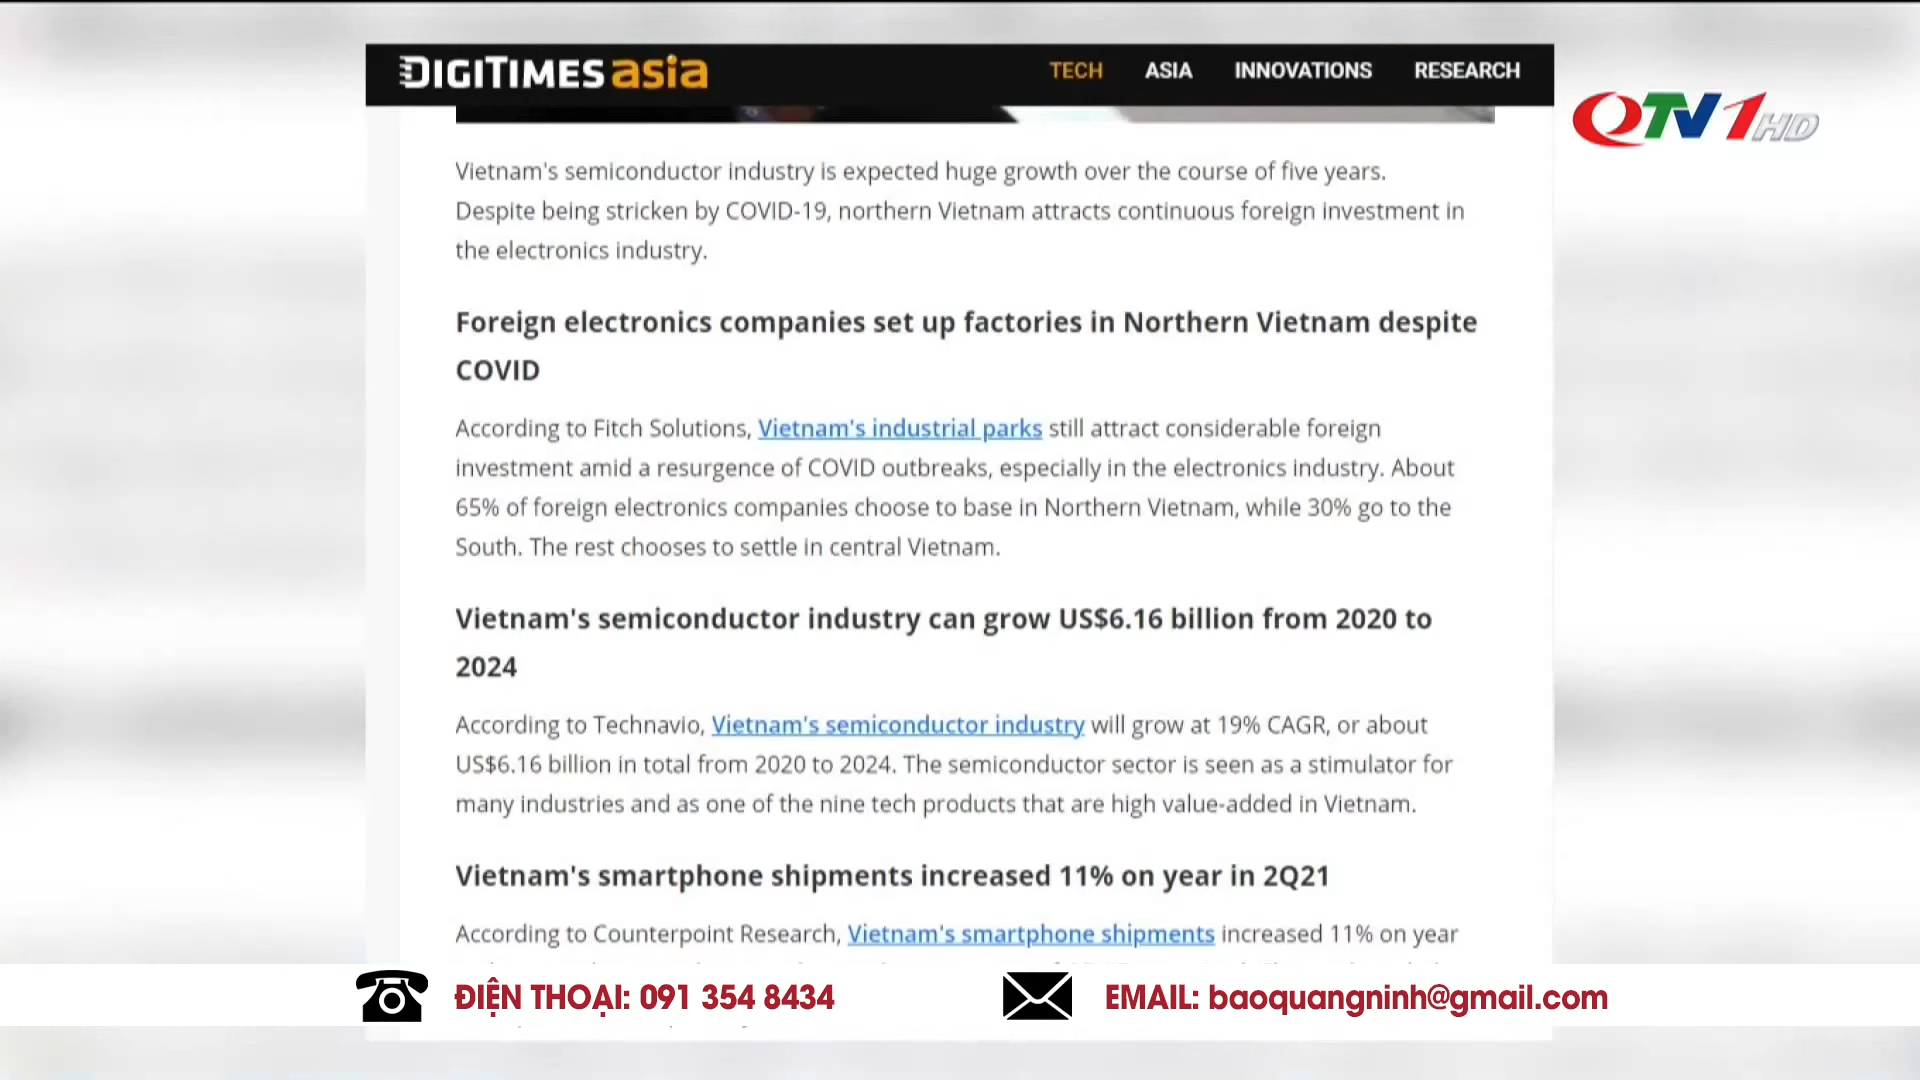 DIGITIMES asia
TECH
ASIA
INNOVATIONS
RESEARCH
QTV1HD
Vietnam's semiconductor industry is expected huge growth over the course of five years.
Despite being stricken by COVID-19, northern Vietnam attracts continuous foreign investment in
the electronics industry.
Foreign electronics companies set up factories in Northern Vietnam despite
COVID
According to Fitch Solutions, Vietnam's industrial parks still attract considerable foreign
investment amid a resurgence of COVID outbreaks, especially in the electronics industry. About
65% of foreign electronics companies choose to base in Northern Vietnam, while 30% go to the
South. The rest chooses to settle in central Vietnam.
Vietnam's semiconductor industry can grow US$6.16 billion from 2020 to
2024
According to Technavio, Vietnam's semiconductor industry will grow at 19% CAGR, or about
US$6.16 billion in total from 2020 to 2024. The semiconductor sector is seen as a stimulator for
many industries and as one of the nine tech products that are high value-added in Vietnam.
Vietnam's smartphone shipments increased 11% on year in 2Q21
According to Counterpoint Research, Vietnam's smartphone shipments increased 11% on year
ĐIỆN THOẠI: 091 354 8434
EMAIL: baoquangninh@gmail.com